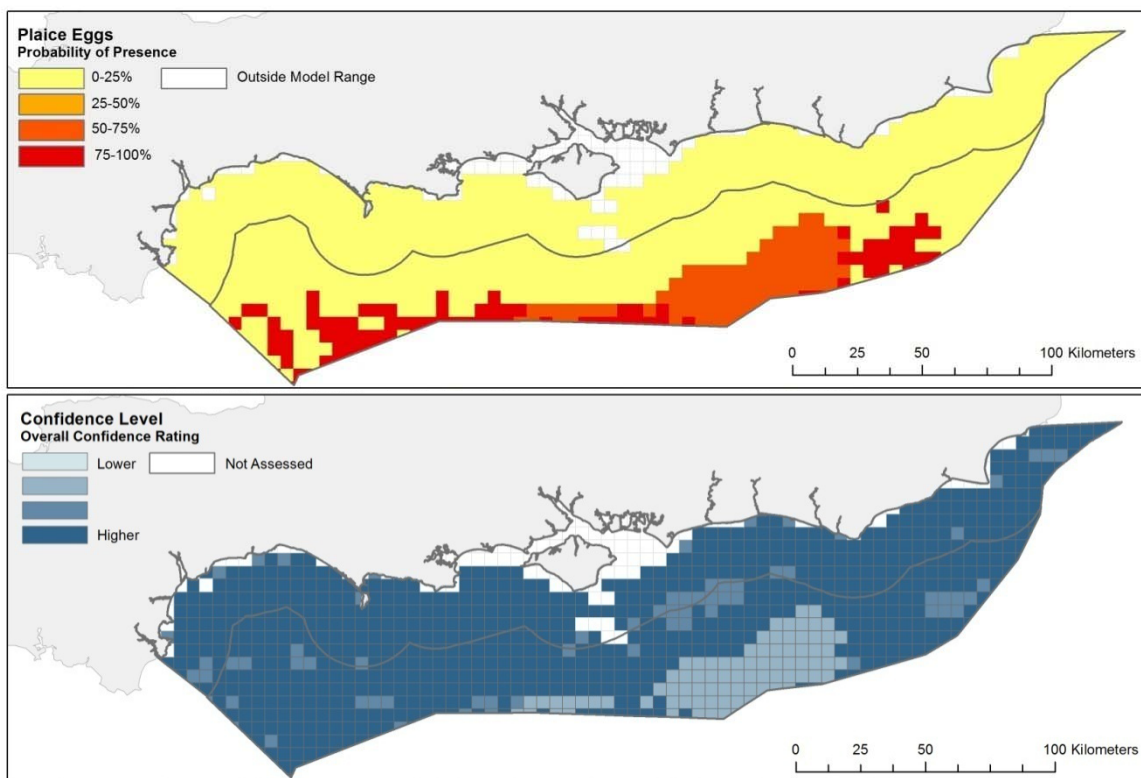 Plaice Eggs
Probability of Presence
0-25% Outside Model Range
25-50%
50-75%
75-100%
0 25 50 100 Kilometers
Confidence Level
Overall Confidence Rating
Lower Not Assessed
Higher
0 25 50 100 Kilometers